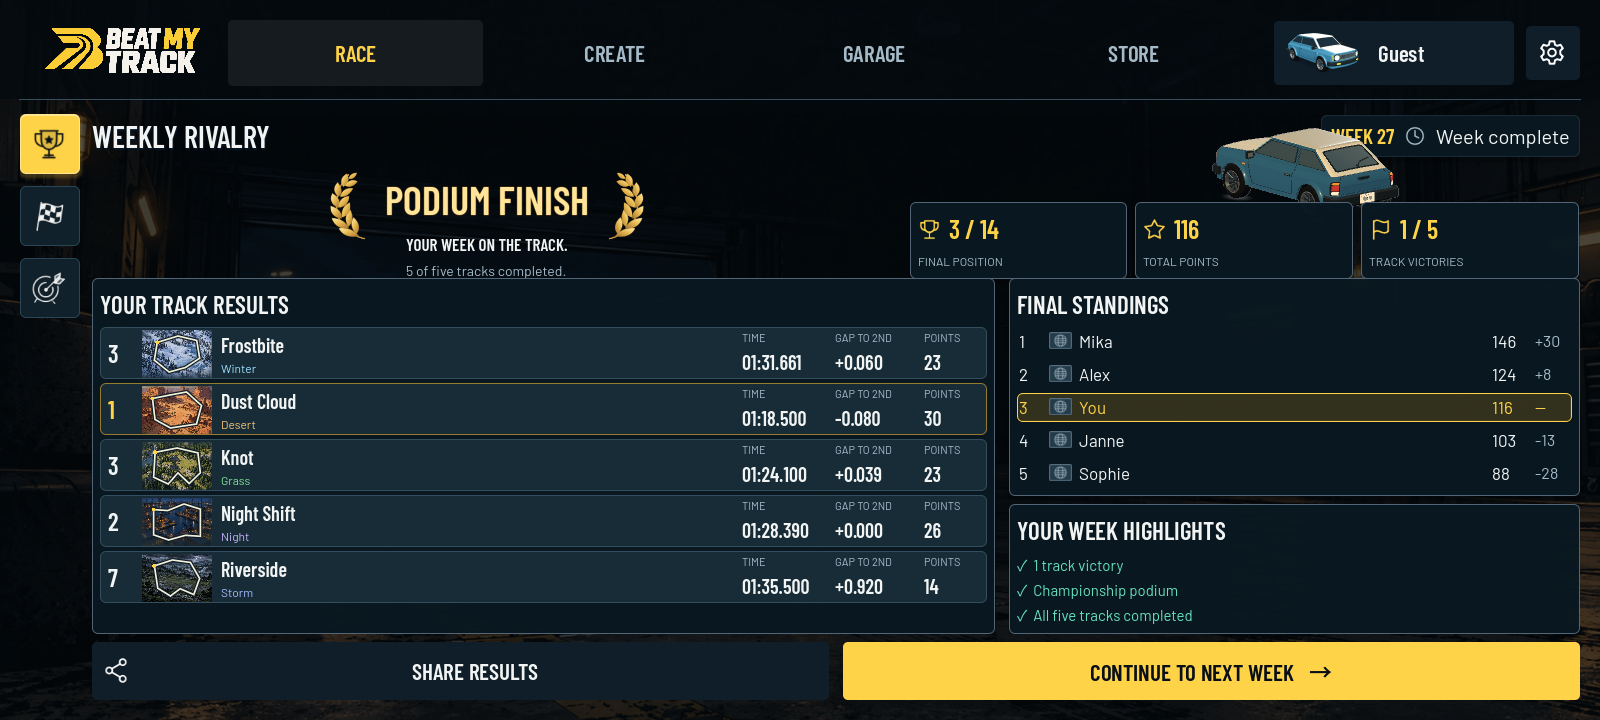 BEAT MY TRACK
RACE
CREATE
GARAGE
STORE
Guest
WEEKLY RIVALRY
WEEK 27 Week complete
PODIUM FINISH
YOUR WEEK ON THE TRACK.
5 of five tracks completed.
3 / 14
FINAL POSITION
116
TOTAL POINTS
1 / 5
TRACK VICTORIES
YOUR TRACK RESULTS
3 Frostbite Winter TIME 01:31.661 GAP TO 2ND +0.060 POINTS 23
1 Dust Cloud Desert TIME 01:18.500 GAP TO 2ND -0.080 POINTS 30
3 Knot Grass TIME 01:24.100 GAP TO 2ND +0.039 POINTS 23
2 Night Shift Night TIME 01:28.390 GAP TO 2ND +0.000 POINTS 26
7 Riverside Storm TIME 01:35.500 GAP TO 2ND +0.920 POINTS 14
FINAL STANDINGS
1 Mika 146 +30
2 Alex 124 +8
3 You 116 —
4 Janne 103 -13
5 Sophie 88 -28
YOUR WEEK HIGHLIGHTS
✓ 1 track victory
✓ Championship podium
✓ All five tracks completed
SHARE RESULTS
CONTINUE TO NEXT WEEK →